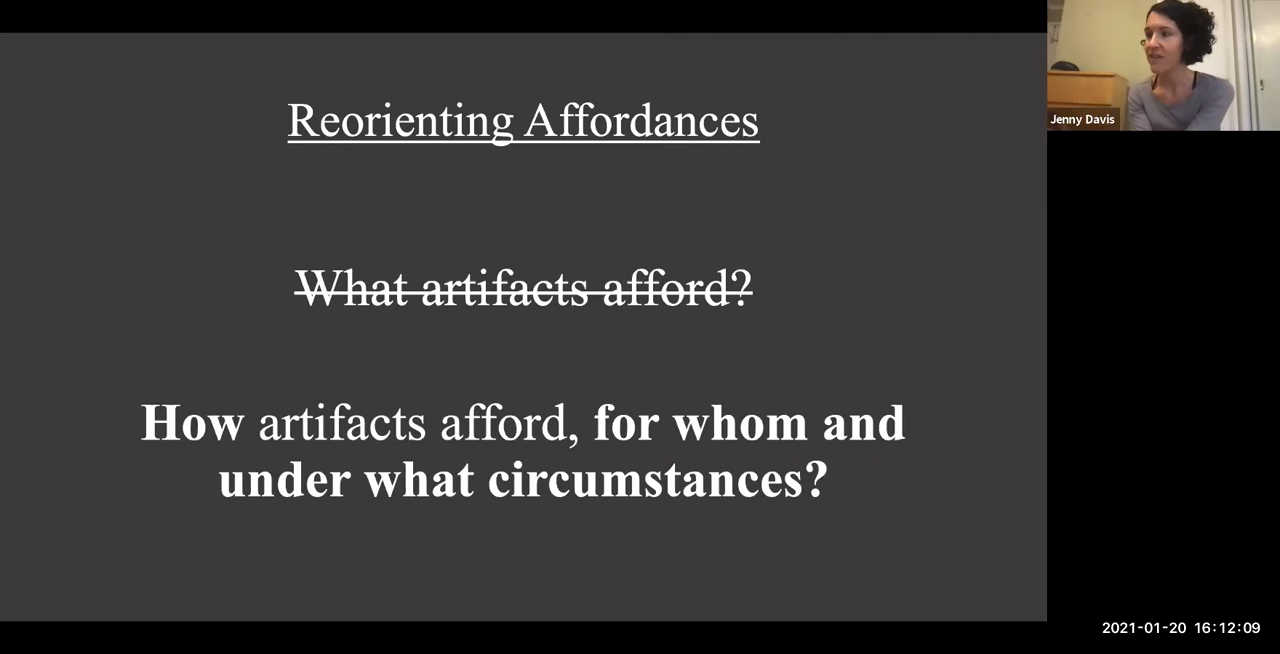 Reorienting Affordances
What artifacts afford?
How artifacts afford, for whom and
under what circumstances?
Jenny Davis
2021-01-20 16:12:09